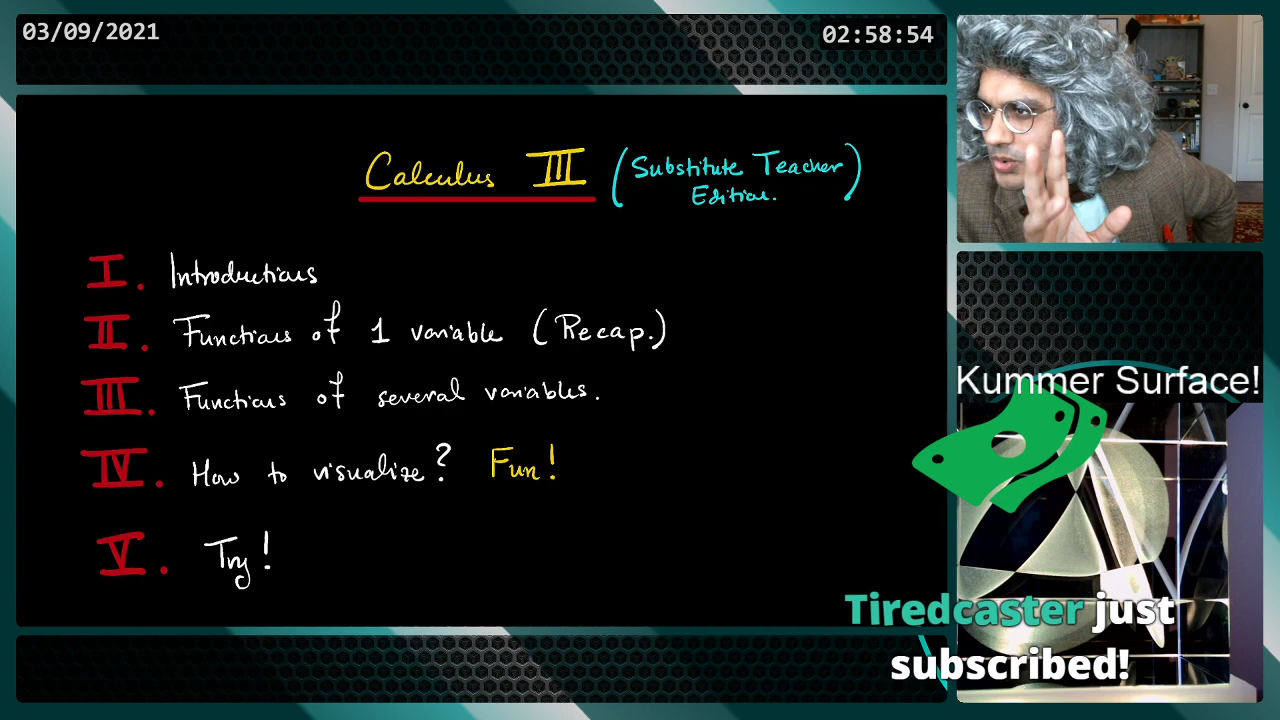 03/09/2021
02:58:54
Calculus III (Substitute Teacher
Edition.)
I. Introductions
II. Functions of 1 variable (Recap.)
III. Functions of several variables.
IV. How to visualize? Fun!
V. Try!
Kummer Surface!
Tiredcaster just
subscribed!